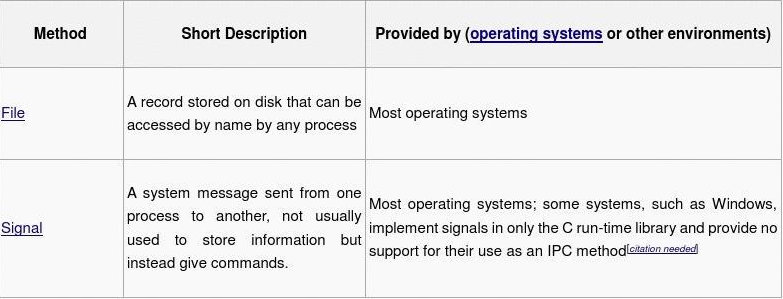 Method
Short Description
Provided by (operating systems or other environments)
File
A record stored on disk that can be
accessed by name by any process
Most operating systems
Signal
A system message sent from one
process to another, not usually
used to store information but
instead give commands.
Most operating systems; some systems, such as Windows,
implement signals in only the C run-time library and provide no
support for their use as an IPC method[citation needed]